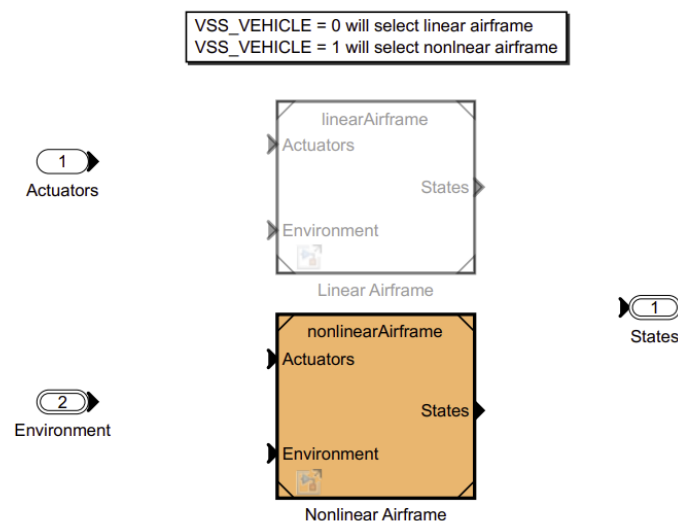 VSS_VEHICLE = 0 will select linear airframe
VSS_VEHICLE = 1 will select nonlnear airframe
linearAirframe
Actuators
States
Environment
Linear Airframe
1
Actuators
nonlinearAirframe
Actuators
States
Environment
Nonlinear Airframe
2
Environment
1
States